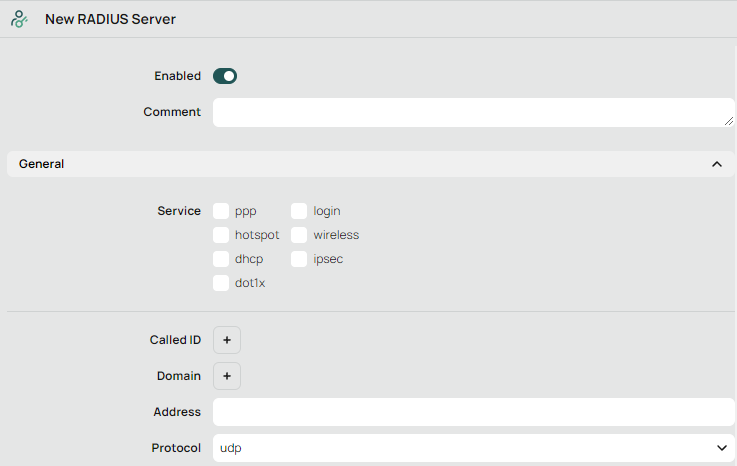 New RADIUS Server
Enabled
Comment
General
Service
ppp login
hotspot wireless
dhcp ipsec
dot1x
Called ID +
Domain +
Address
Protocol udp